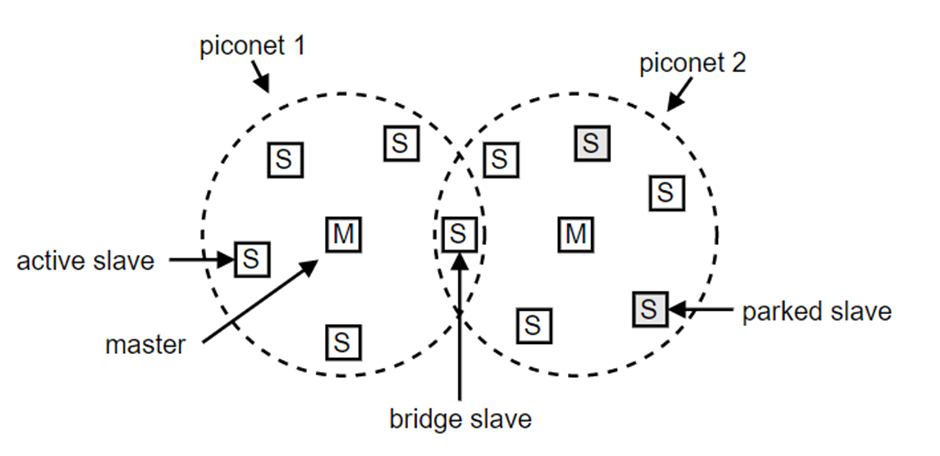 piconet 1
piconet 2
S
S
S
S
S
M
S
M
active slave
S
S
parked slave
S
master
S
bridge slave